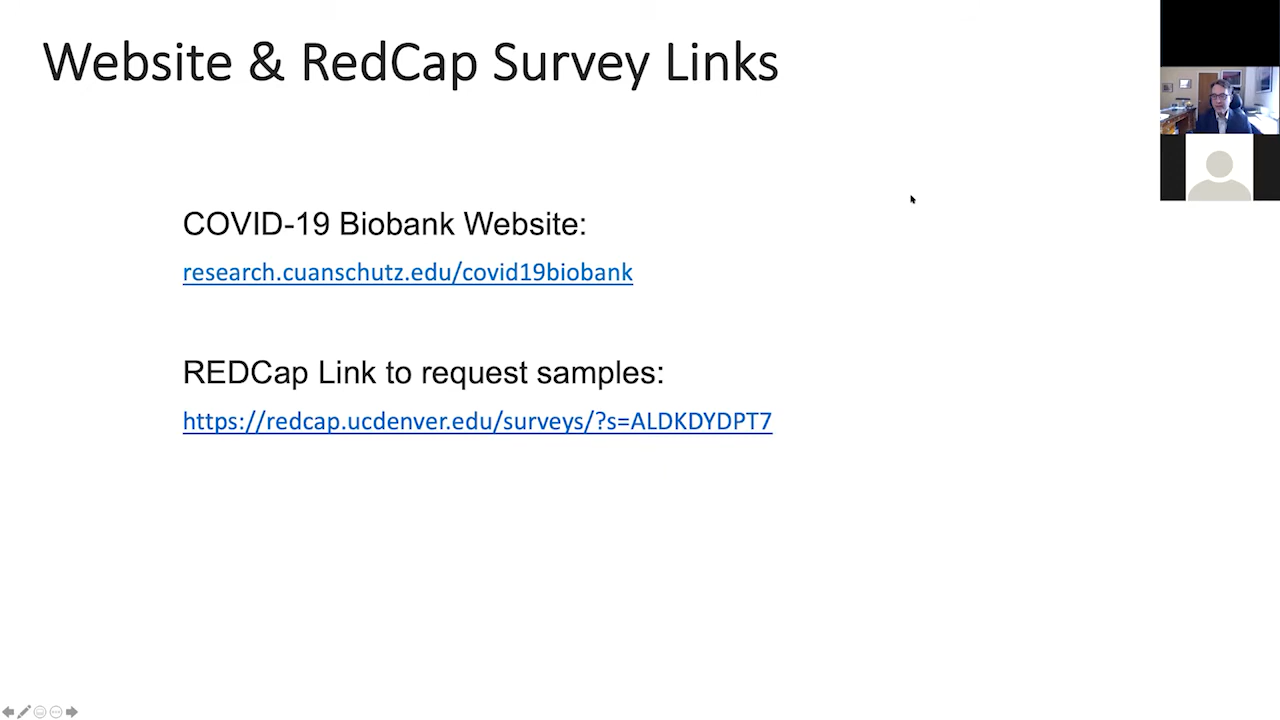 Website & RedCap Survey Links
COVID-19 Biobank Website:
research.cuanschutz.edu/covid19biobank
REDCap Link to request samples:
https://redcap.ucdenver.edu/surveys/?s=ALDKDYDPT7